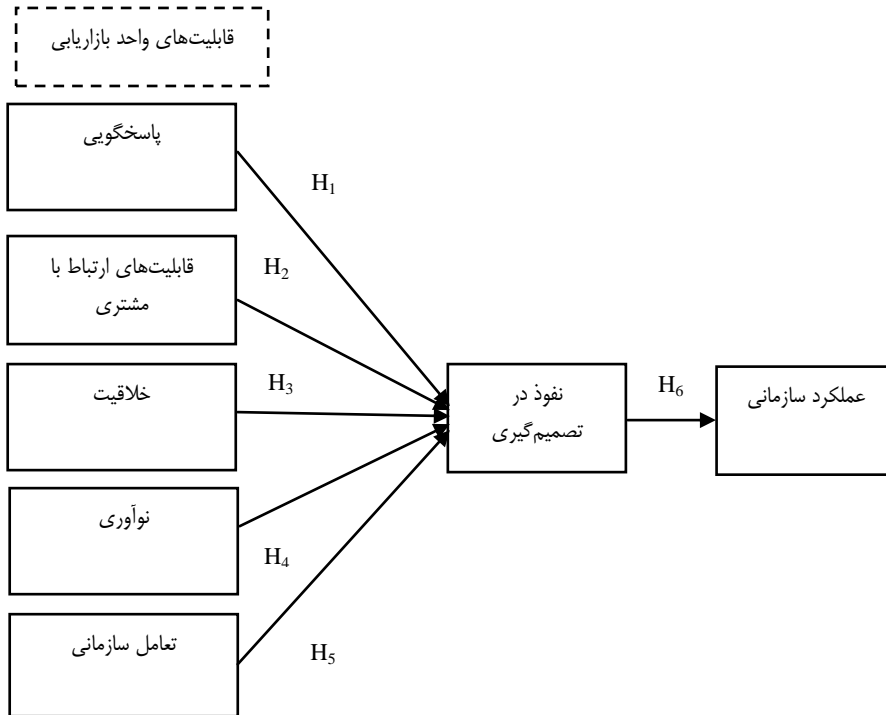 قابلیت‌های واحد بازاریابی
پاسخگویی
H1
قابلیت‌های ارتباط با
مشتری
H2
خلاقیت
H3
نفوذ در
تصمیم‌گیری
H6
عملکرد سازمانی
نوآوری
H4
تعامل سازمانی
H5